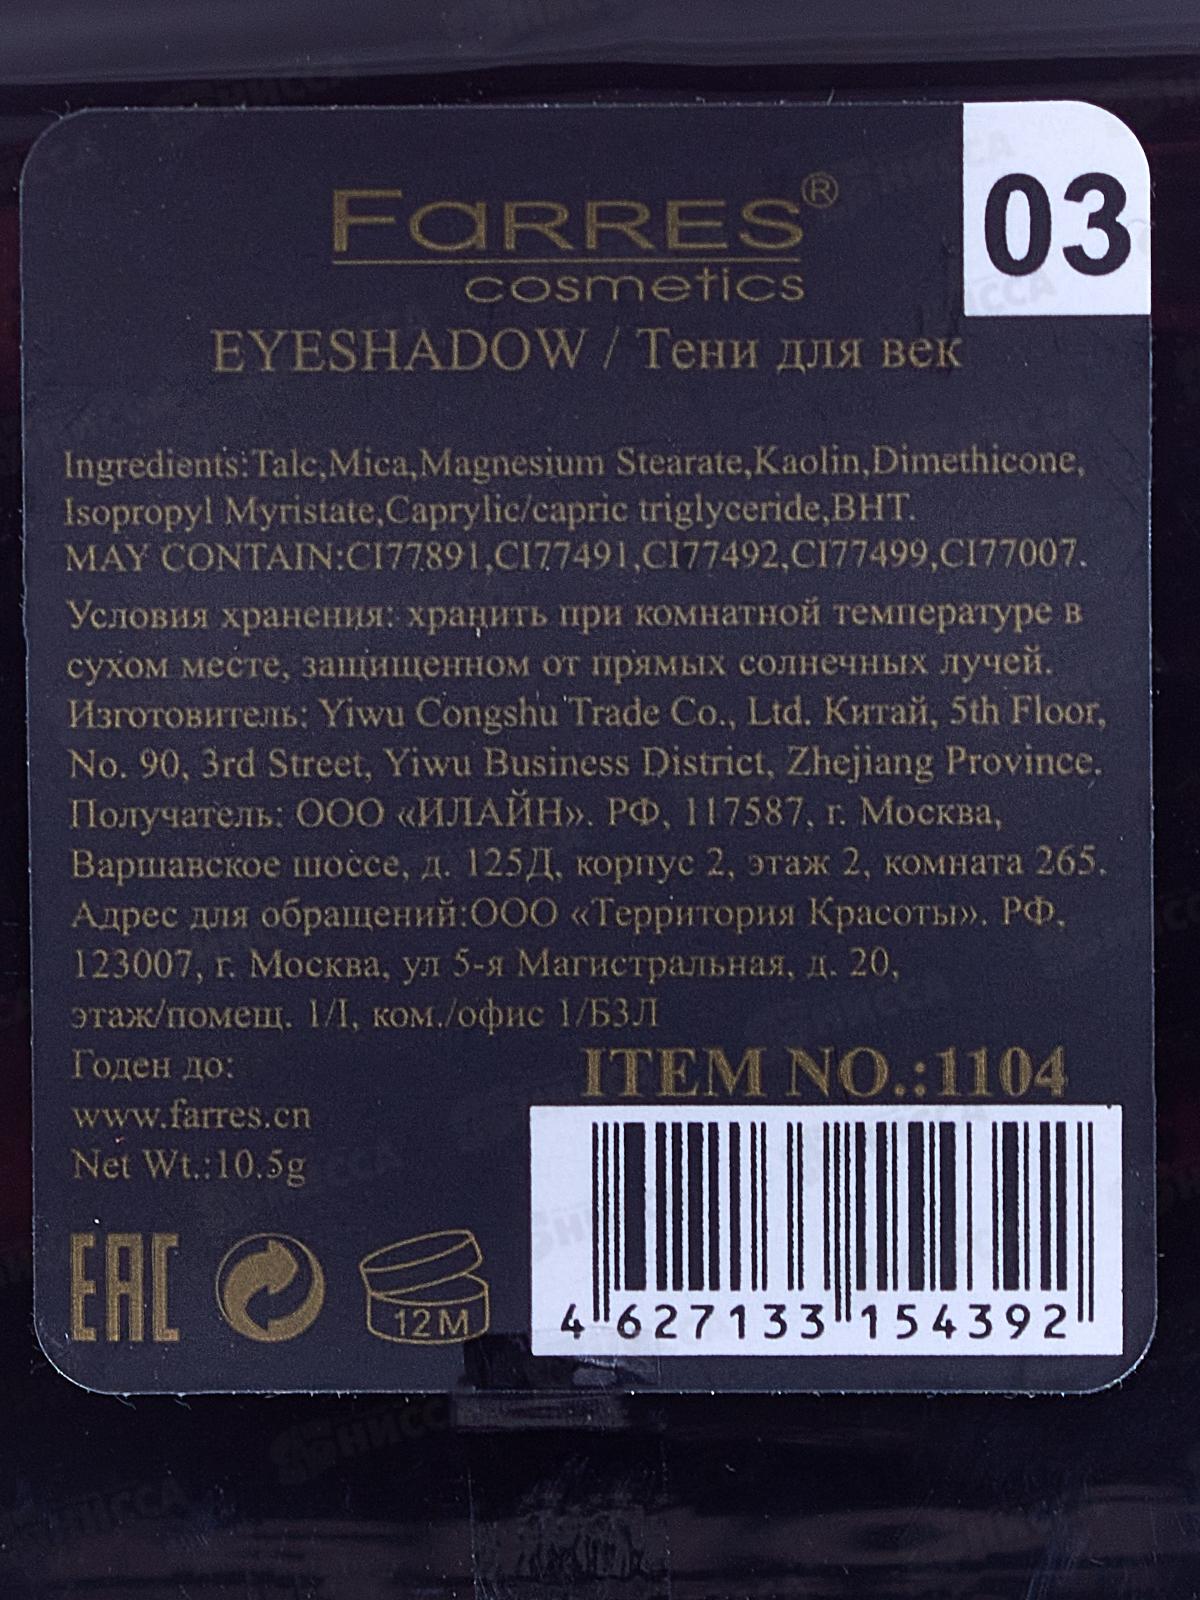 03
FARRES®
cosmetics
EYESHADOW / Тени для век
Ingredients:Talc,Mica,Magnesium Stearate,Kaolin,Dimethicone,
Isopropyl Myristate,Caprylic/capric triglyceride,BHT.
MAY CONTAIN:CI77891,CI77491,CI77492,CI77499,CI77007.
Условия хранения: хранить при комнатной температуре в
сухом месте, защищенном от прямых солнечных лучей.
Изготовитель: Yiwu Congshu Trade Co., Ltd. Китай, 5th Floor,
No. 90, 3rd Street, Yiwu Business District, Zhejiang Province.
Получатель: ООО «ИЛАЙН». РФ, 117587, г. Москва,
Варшавское шоссе, д. 125Д, корпус 2, этаж 2, комната 265.
Адрес для обращений:ООО «Территория Красоты». РФ,
123007, г. Москва, ул 5-я Магистральная, д. 20,
этаж/помещ. 1/I, ком./офис 1/Б3Л
Годен до:
www.farres.cn
Net Wt.:10.5g
ITEM NO.:1104
EAC
12M
4 627133 154392